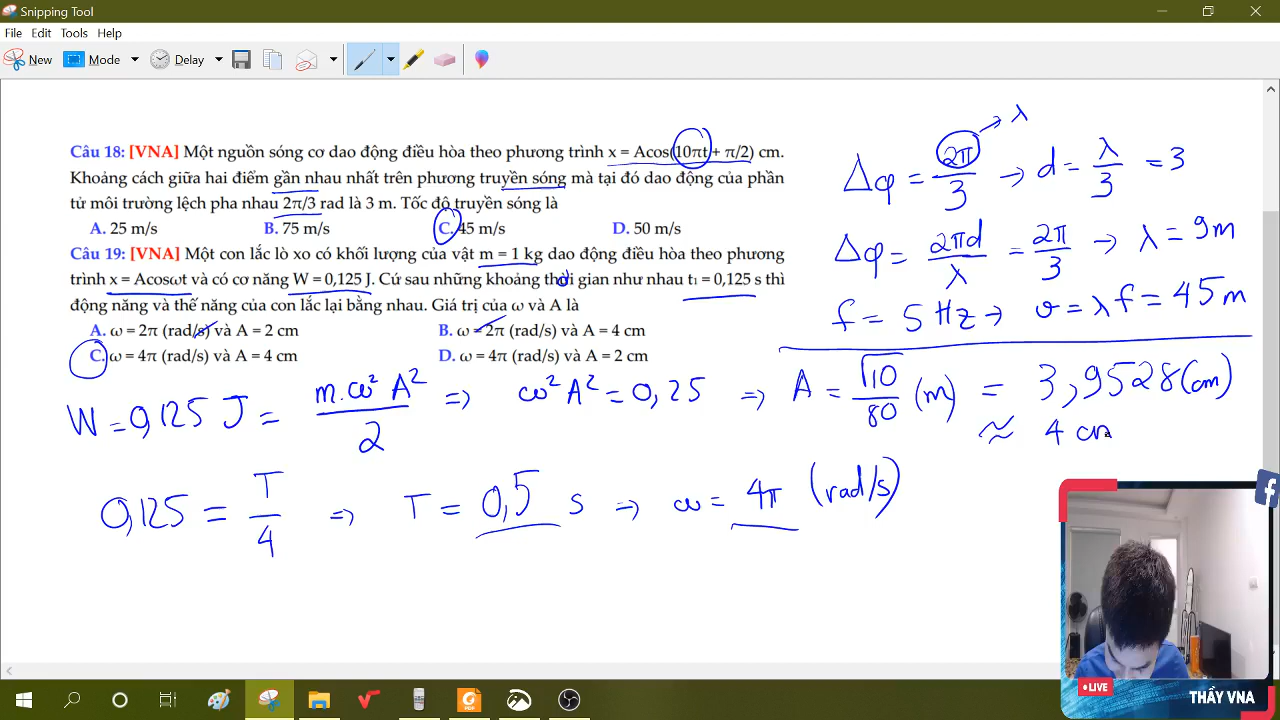 Snipping Tool
File Edit Tools Help
New Mode Delay
Câu 18: [VNA] Một nguồn sóng cơ dao động điều hòa theo phương trình x = Acos(10πt + π/2) cm.
Khoảng cách giữa hai điểm gần nhau nhất trên phương truyền sóng mà tại đó dao động của phần
tử môi trường lệch pha nhau 2π/3 rad là 3 m. Tốc độ truyền sóng là
A. 25 m/s B. 75 m/s C. 45 m/s D. 50 m/s
Câu 19: [VNA] Một con lắc lò xo có khối lượng của vật m = 1 kg dao động điều hòa theo phương
trình x = Acosωt và có cơ năng W = 0,125 J. Cứ sau những khoảng thời gian như nhau t₁ = 0,125 s thì
động năng và thế năng của con lắc lại bằng nhau. Giá trị của ω và A là
A. ω = 2π (rad/s) và A = 2 cm B. ω = 2π (rad/s) và A = 4 cm
C. ω = 4π (rad/s) và A = 4 cm D. ω = 4π (rad/s) và A = 2 cm
→ λ
Δφ = 2π/3 → d = λ/3 = 3
Δφ = 2πd/λ = 2π/3 → λ = 9m
f = 5 Hz → v = λf = 45 m
W = 0,125 J = m.ω²A²/2 ⇒ ω²A² = 0,25 ⇒ A = √10/80 (m) = 3,9528 (cm)
≈ 4 cm
0,125 = T/4 ⇒ T = 0,5 s ⇒ ω = 4π (rad/s)
f
LIVE
THẦY VNA
PDF